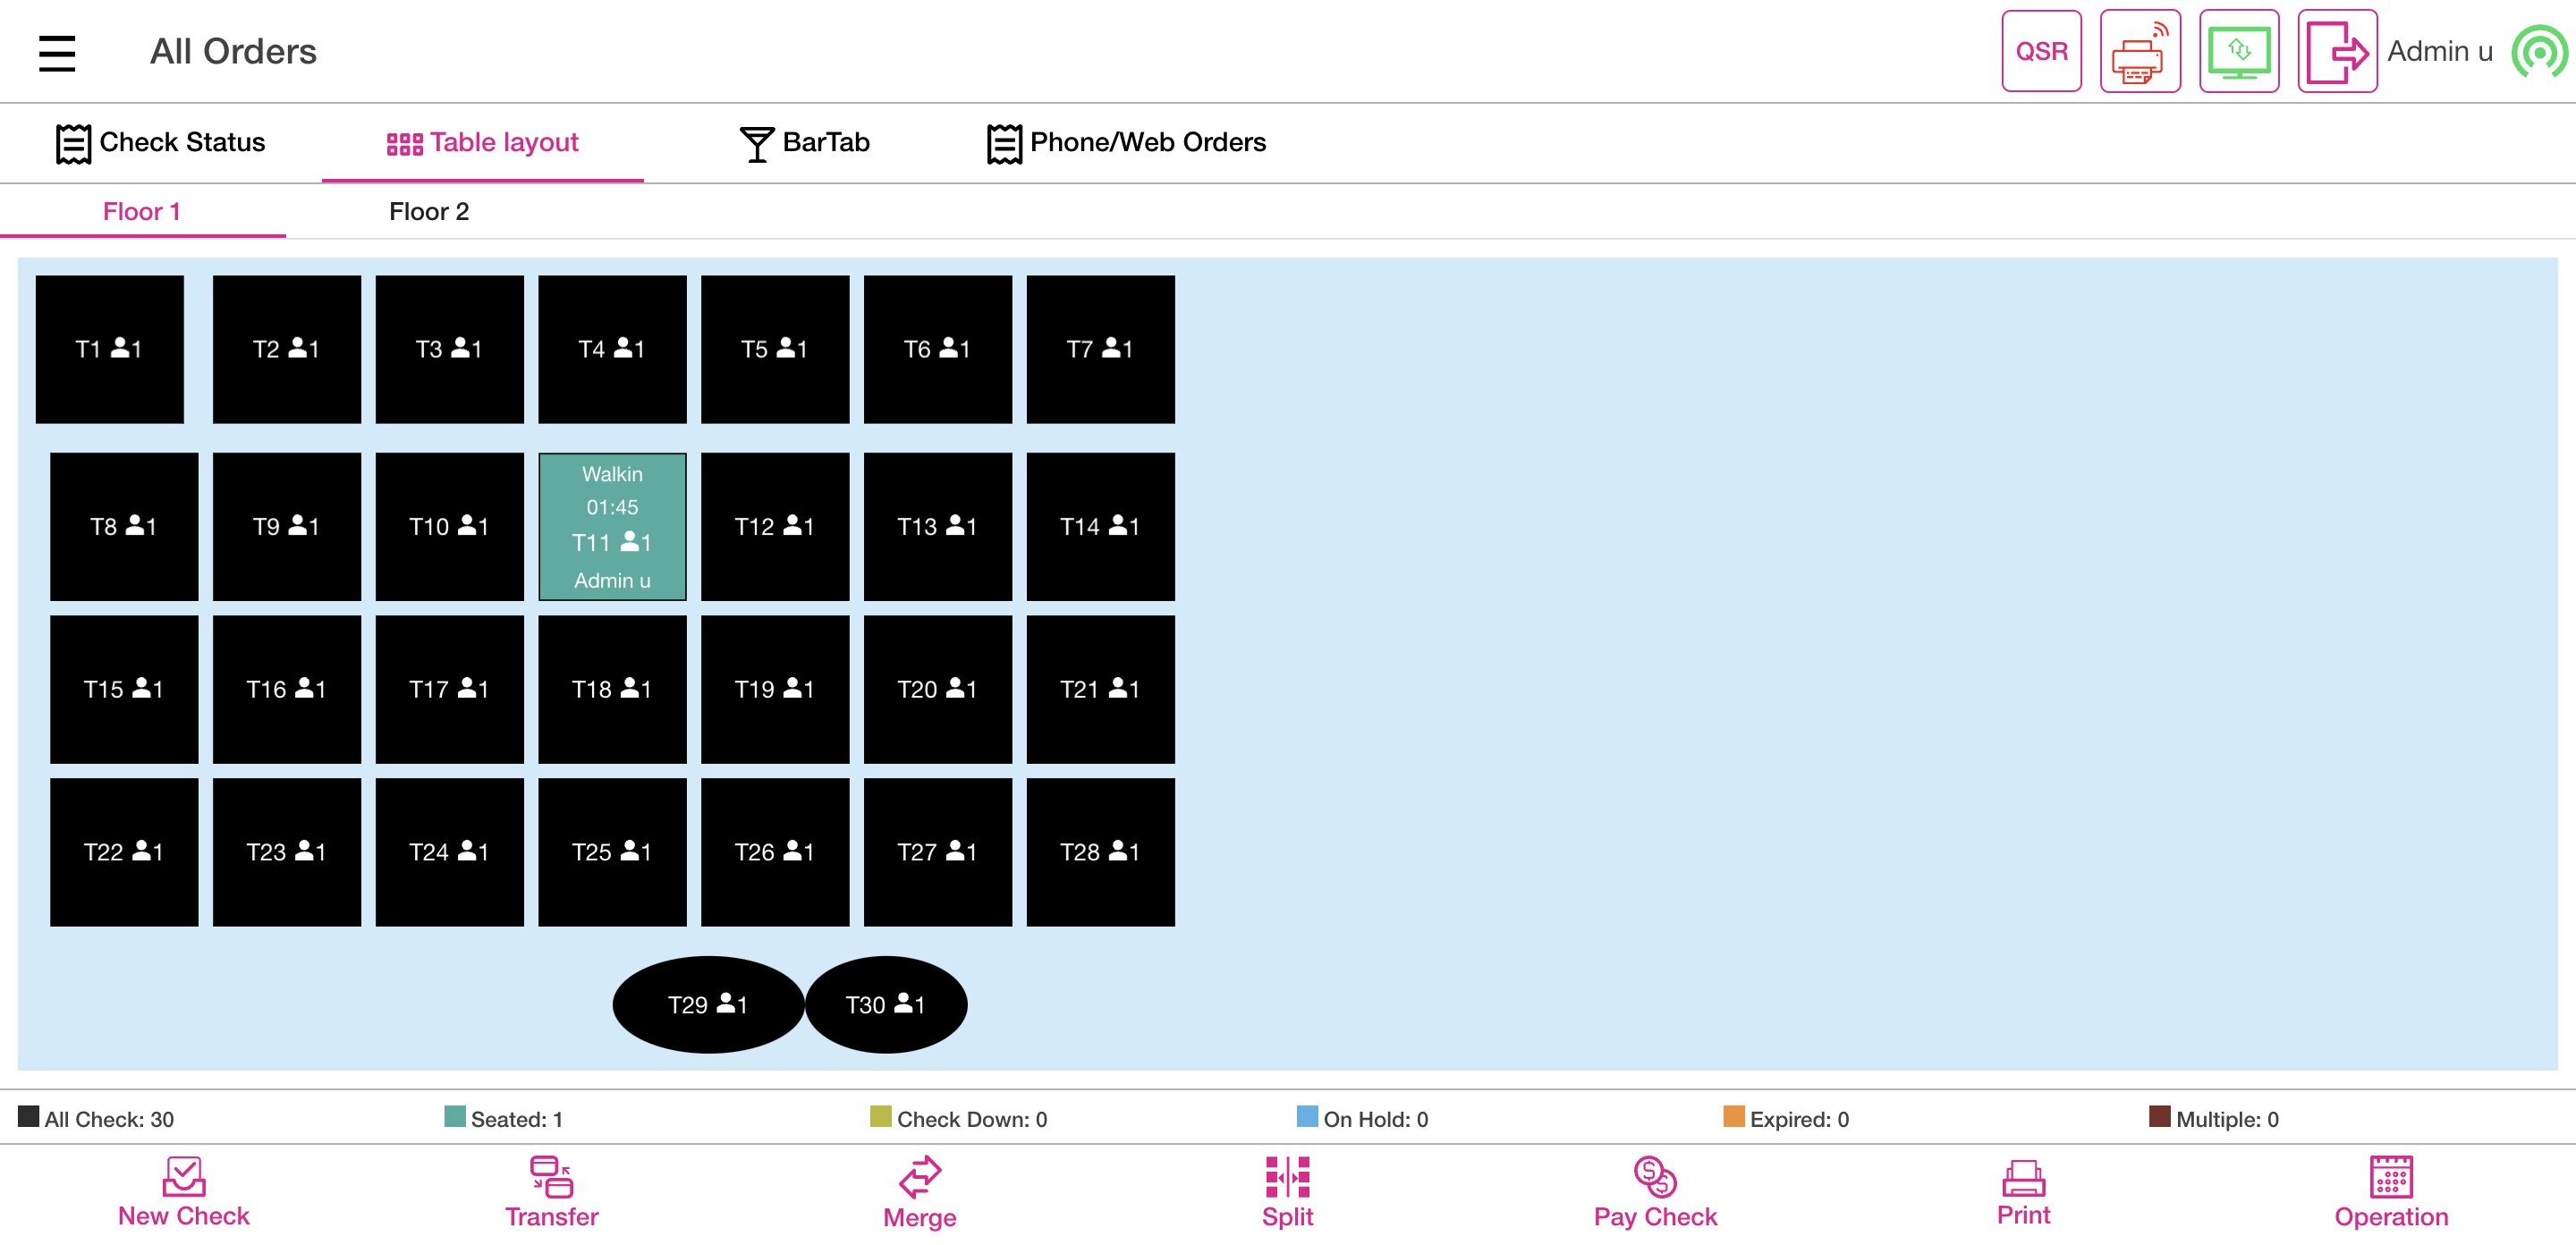 All Orders
QSR
Admin u
Check Status
Table layout
BarTab
Phone/Web Orders
Floor 1
Floor 2
T1 1
T2 1
T3 1
T4 1
T5 1
T6 1
T7 1
T8 1
T9 1
T10 1
Walkin
01:45
T11 1
Admin u
T12 1
T13 1
T14 1
T15 1
T16 1
T17 1
T18 1
T19 1
T20 1
T21 1
T22 1
T23 1
T24 1
T25 1
T26 1
T27 1
T28 1
T29 1
T30 1
All Check: 30
Seated: 1
Check Down: 0
On Hold: 0
Expired: 0
Multiple: 0
New Check
Transfer
Merge
Split
Pay Check
Print
Operation